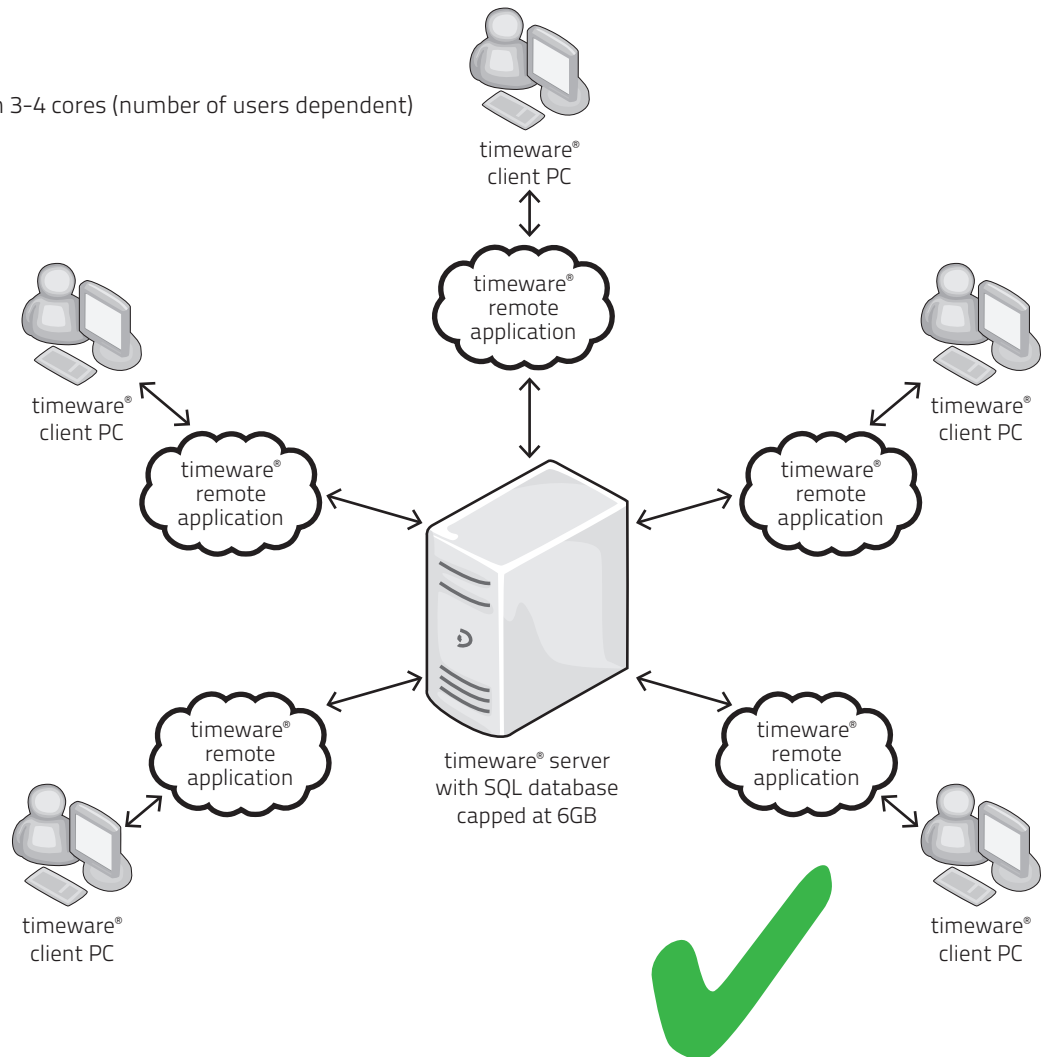 3-4 cores (number of users dependent)
timeware®
client PC
timeware®
remote
application
timeware®
client PC
timeware®
client PC
timeware®
remote
application
timeware®
remote
application
timeware®
remote
application
timeware®
remote
application
timeware® server
with SQL database
capped at 6GB
timeware®
client PC
timeware®
client PC